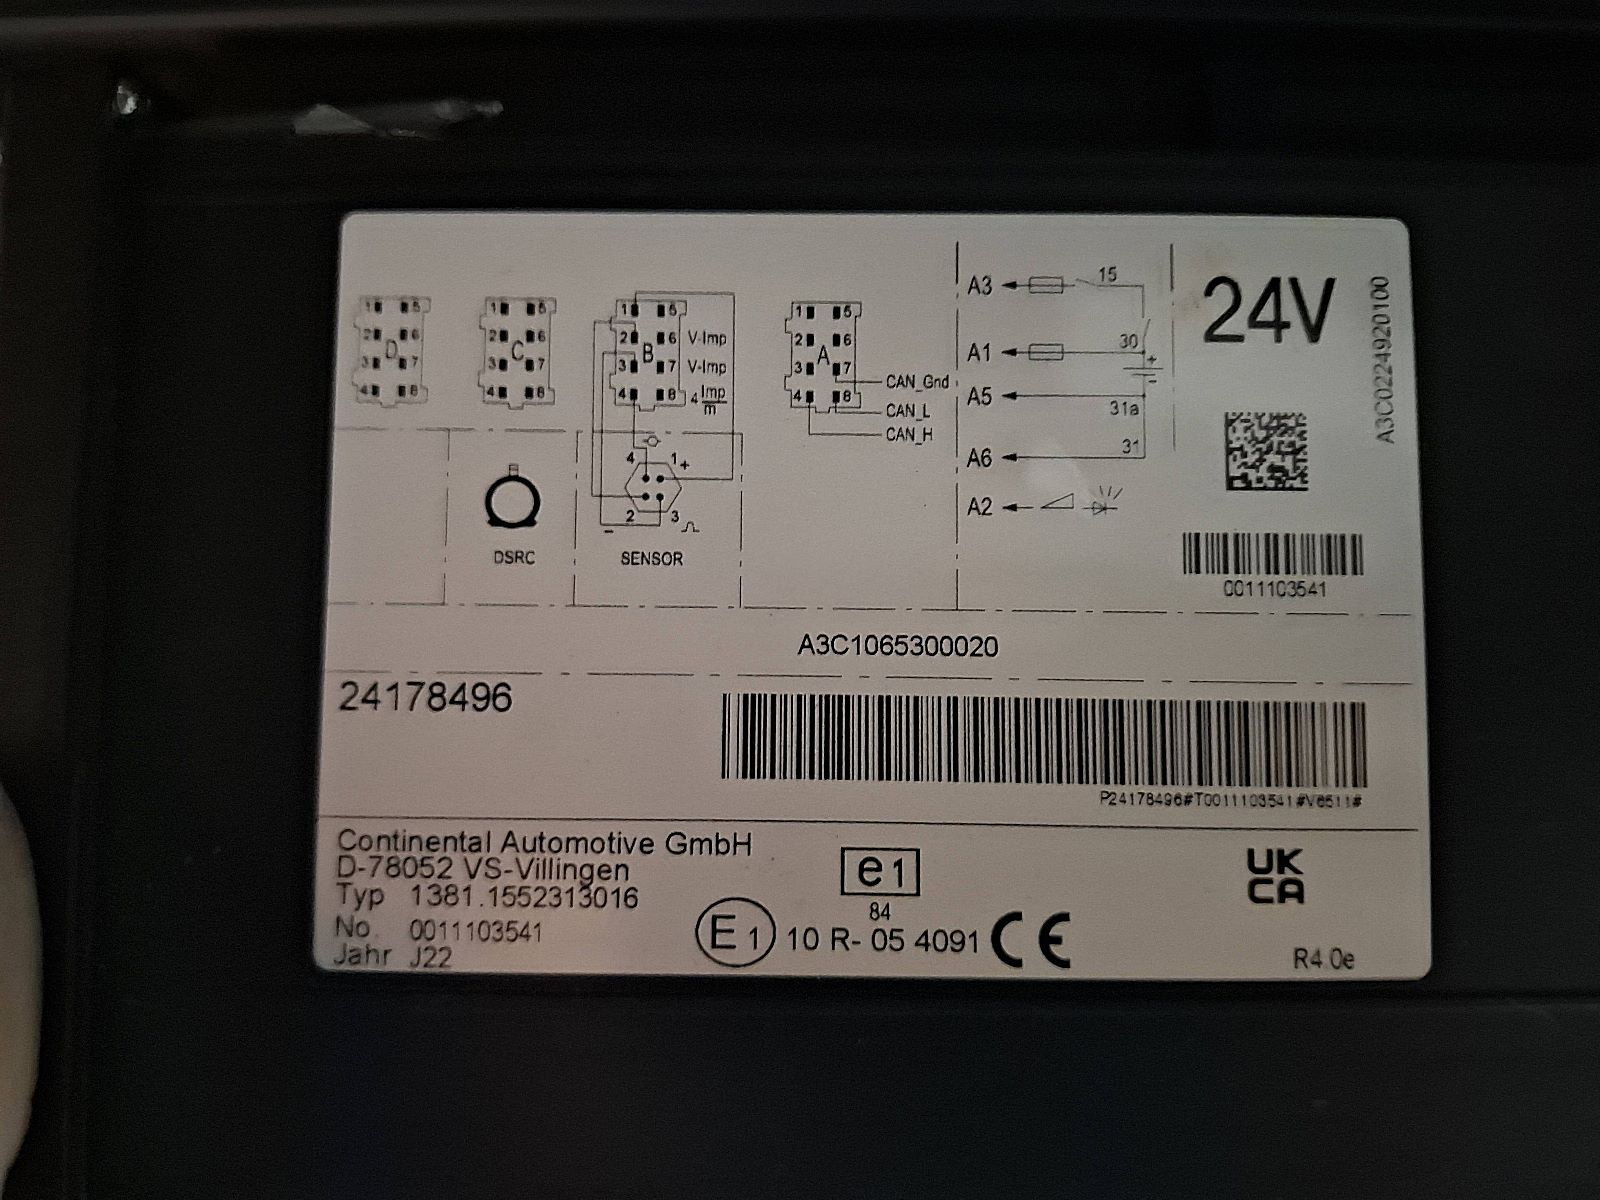 1 5
2 6
D
3 7
4 8
1 5
2 6
C
3 7
4 8
1 5
2 6 V-Imp
B
3 7 V-Imp
4 8 4 Imp
m
1 5
2 6
A
3 7
4 8
CAN_Gnd
CAN_L
CAN_H
A3 15
A1 30
+
-
A5 31a
A6 31
A2
24V
A3C0224920100
4 1 +
2 3
-
DSRC
SENSOR
0011103541
A3C1065300020
24178496
P24178496#T0011103541#V6511#
Continental Automotive GmbH
D-78052 VS-Villingen
Typ 1381.1552313016
No. 0011103541
Jahr J22
e1
84
E1 10 R- 05 4091 CE
UK
CA
R4.0e